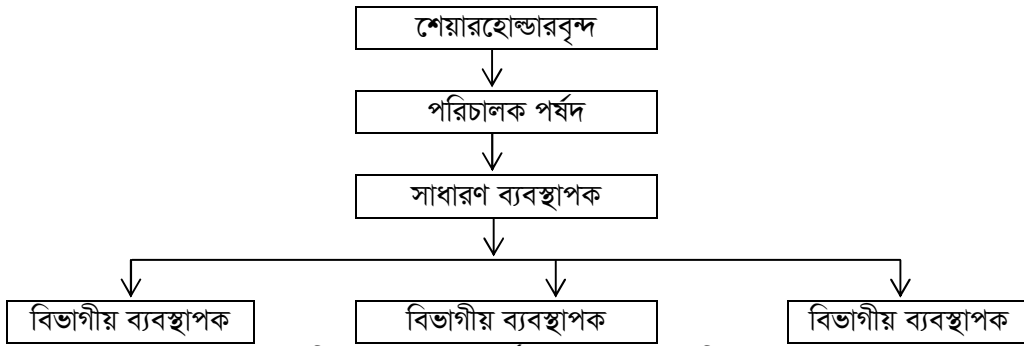 শেয়ারহোল্ডারবৃন্দ
পরিচালক পর্ষদ
সাধারণ ব্যবস্থাপক
বিভাগীয় ব্যবস্থাপক বিভাগীয় ব্যবস্থাপক বিভাগীয় ব্যবস্থাপক